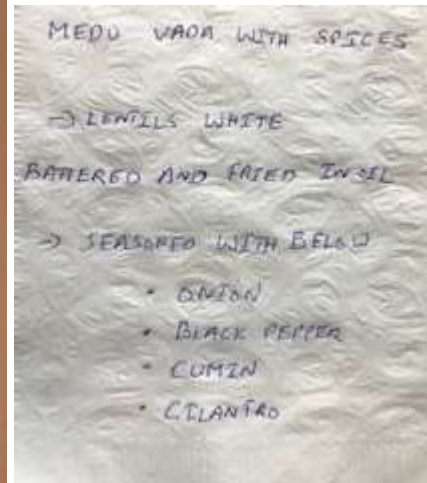 MEDU VADA WITH SPICES
→ LENTILS WHITE
BATTERED AND FRIED IN OIL
→ SEASONED WITH BELOW
• ONION
• BLACK PEPPER
• CUMIN
• CILANTRO